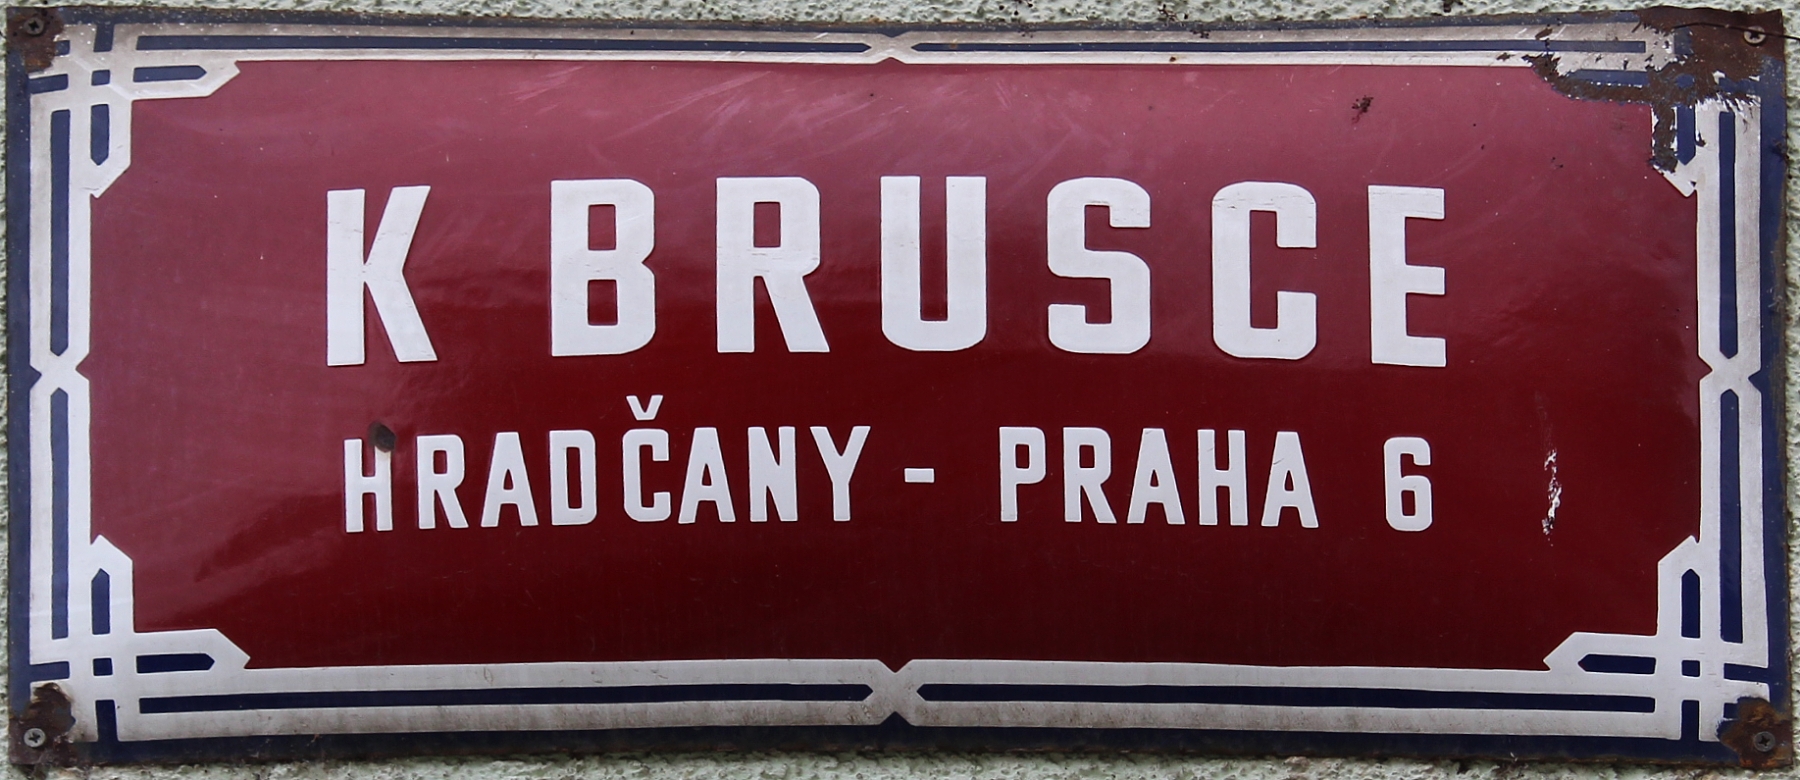 K BRUSCE
HRADČANY - PRAHA 6